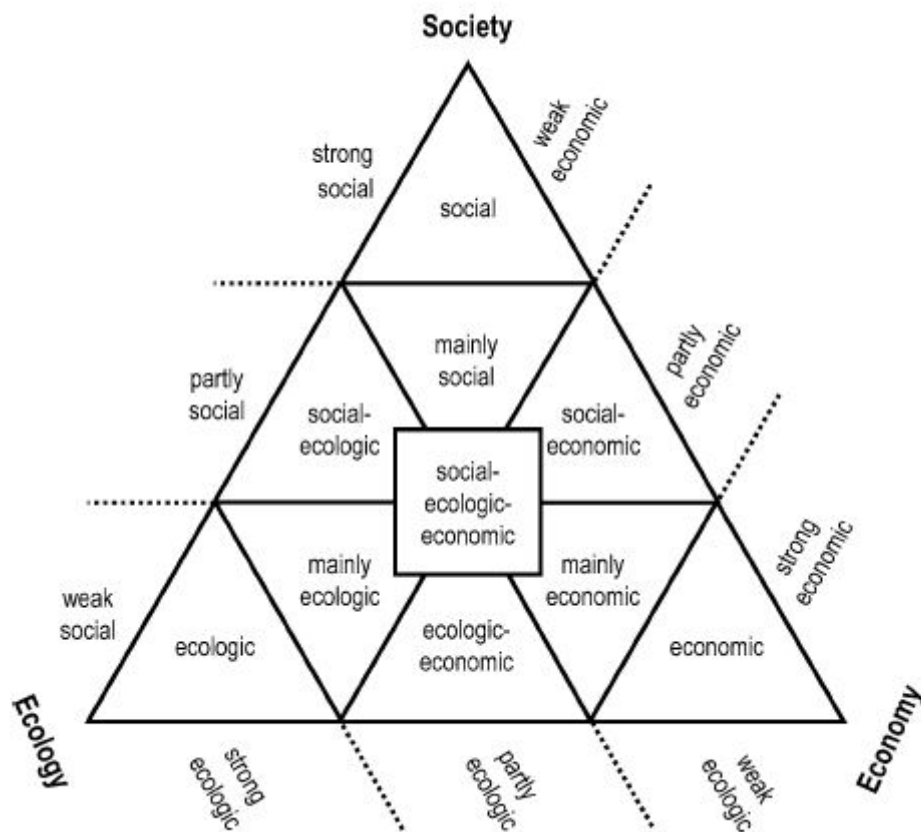 Society
strong
social
weak
economic
social
partly
social
mainly
social
partly
economic
social-
ecologic
social-
economic
social-
ecologic-
economic
weak
social
mainly
ecologic
mainly
economic
strong
economic
ecologic
ecologic-
economic
economic
Ecology
Economy
strong
ecologic
partly
ecologic
weak
ecologic